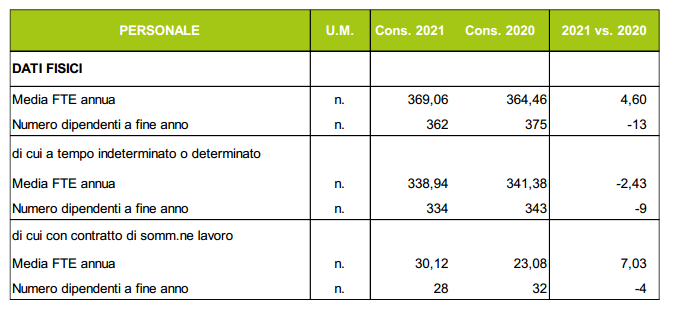 PERSONALE U.M. Cons. 2021 Cons. 2020 2021 vs. 2020
DATI FISICI
Media FTE annua n. 369,06 364,46 4,60
Numero dipendenti a fine anno n. 362 375 -13
di cui a tempo indeterminato o determinato
Media FTE annua n. 338,94 341,38 -2,43
Numero dipendenti a fine anno n. 334 343 -9
di cui con contratto di somm.ne lavoro
Media FTE annua n. 30,12 23,08 7,03
Numero dipendenti a fine anno n. 28 32 -4